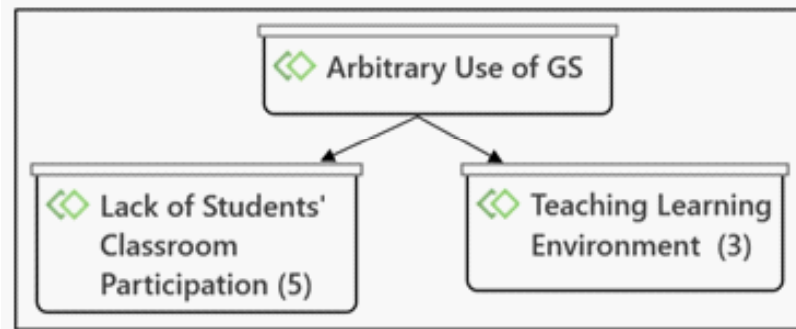 Arbitrary Use of GS
Lack of Students'
Classroom
Participation (5)
Teaching Learning
Environment (3)